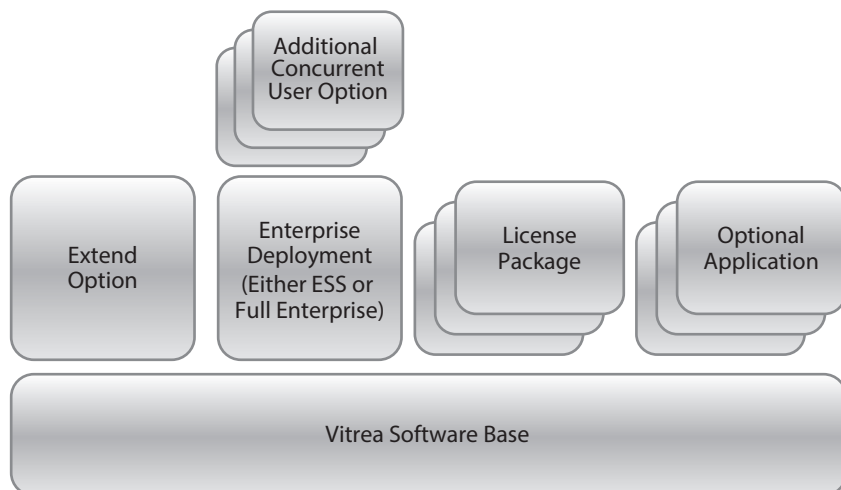 Additional
Concurrent
User Option
Extend
Option
Enterprise
Deployment
(Either ESS or
Full Enterprise)
License
Package
Optional
Application
Vitrea Software Base